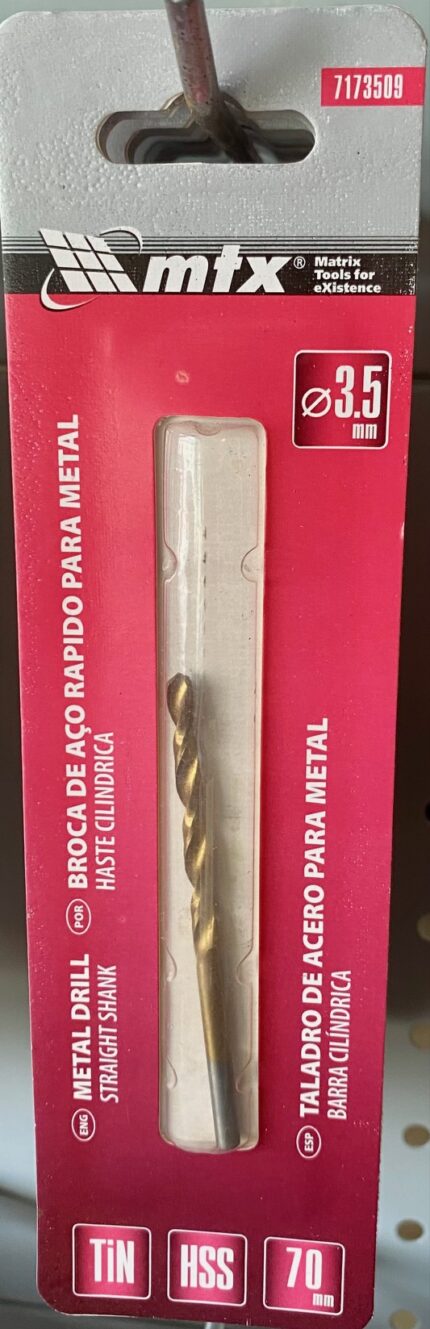 7173509
mtx®
Matrix
Tools for
eXistence
⌀3.5
mm
POR BROCA DE AÇO RAPIDO PARA METAL
HASTE CILINDRICA
ENG METAL DRILL
STRAIGHT SHANK
ESP TALADRO DE ACERO PARA METAL
BARRA CILÍNDRICA
TiN
HSS
70
mm